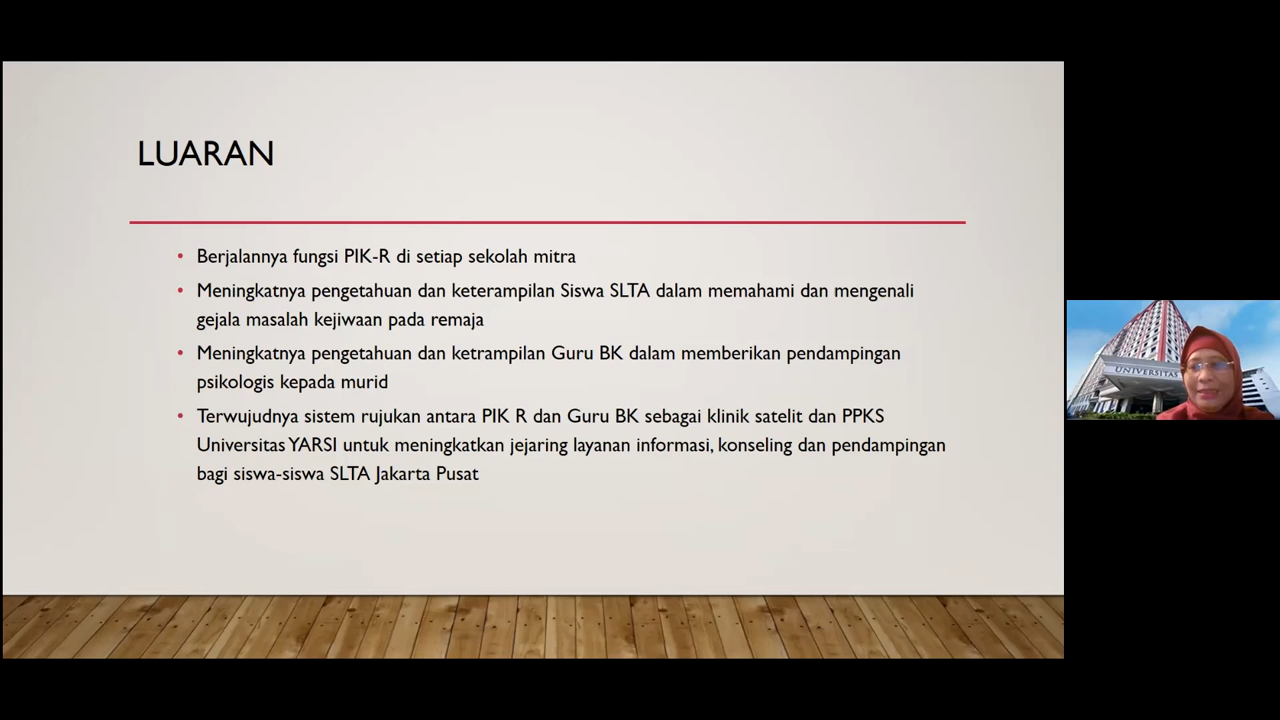 LUARAN
• Berjalannya fungsi PIK-R di setiap sekolah mitra
• Meningkatnya pengetahuan dan keterampilan Siswa SLTA dalam memahami dan mengenali
gejala masalah kejiwaan pada remaja
• Meningkatnya pengetahuan dan ketrampilan Guru BK dalam memberikan pendampingan
psikologis kepada murid
• Terwujudnya sistem rujukan antara PIK R dan Guru BK sebagai klinik satelit dan PPKS
Universitas YARSI untuk meningkatkan jejaring layanan informasi, konseling dan pendampingan
bagi siswa-siswa SLTA Jakarta Pusat
UNIVERSITAS